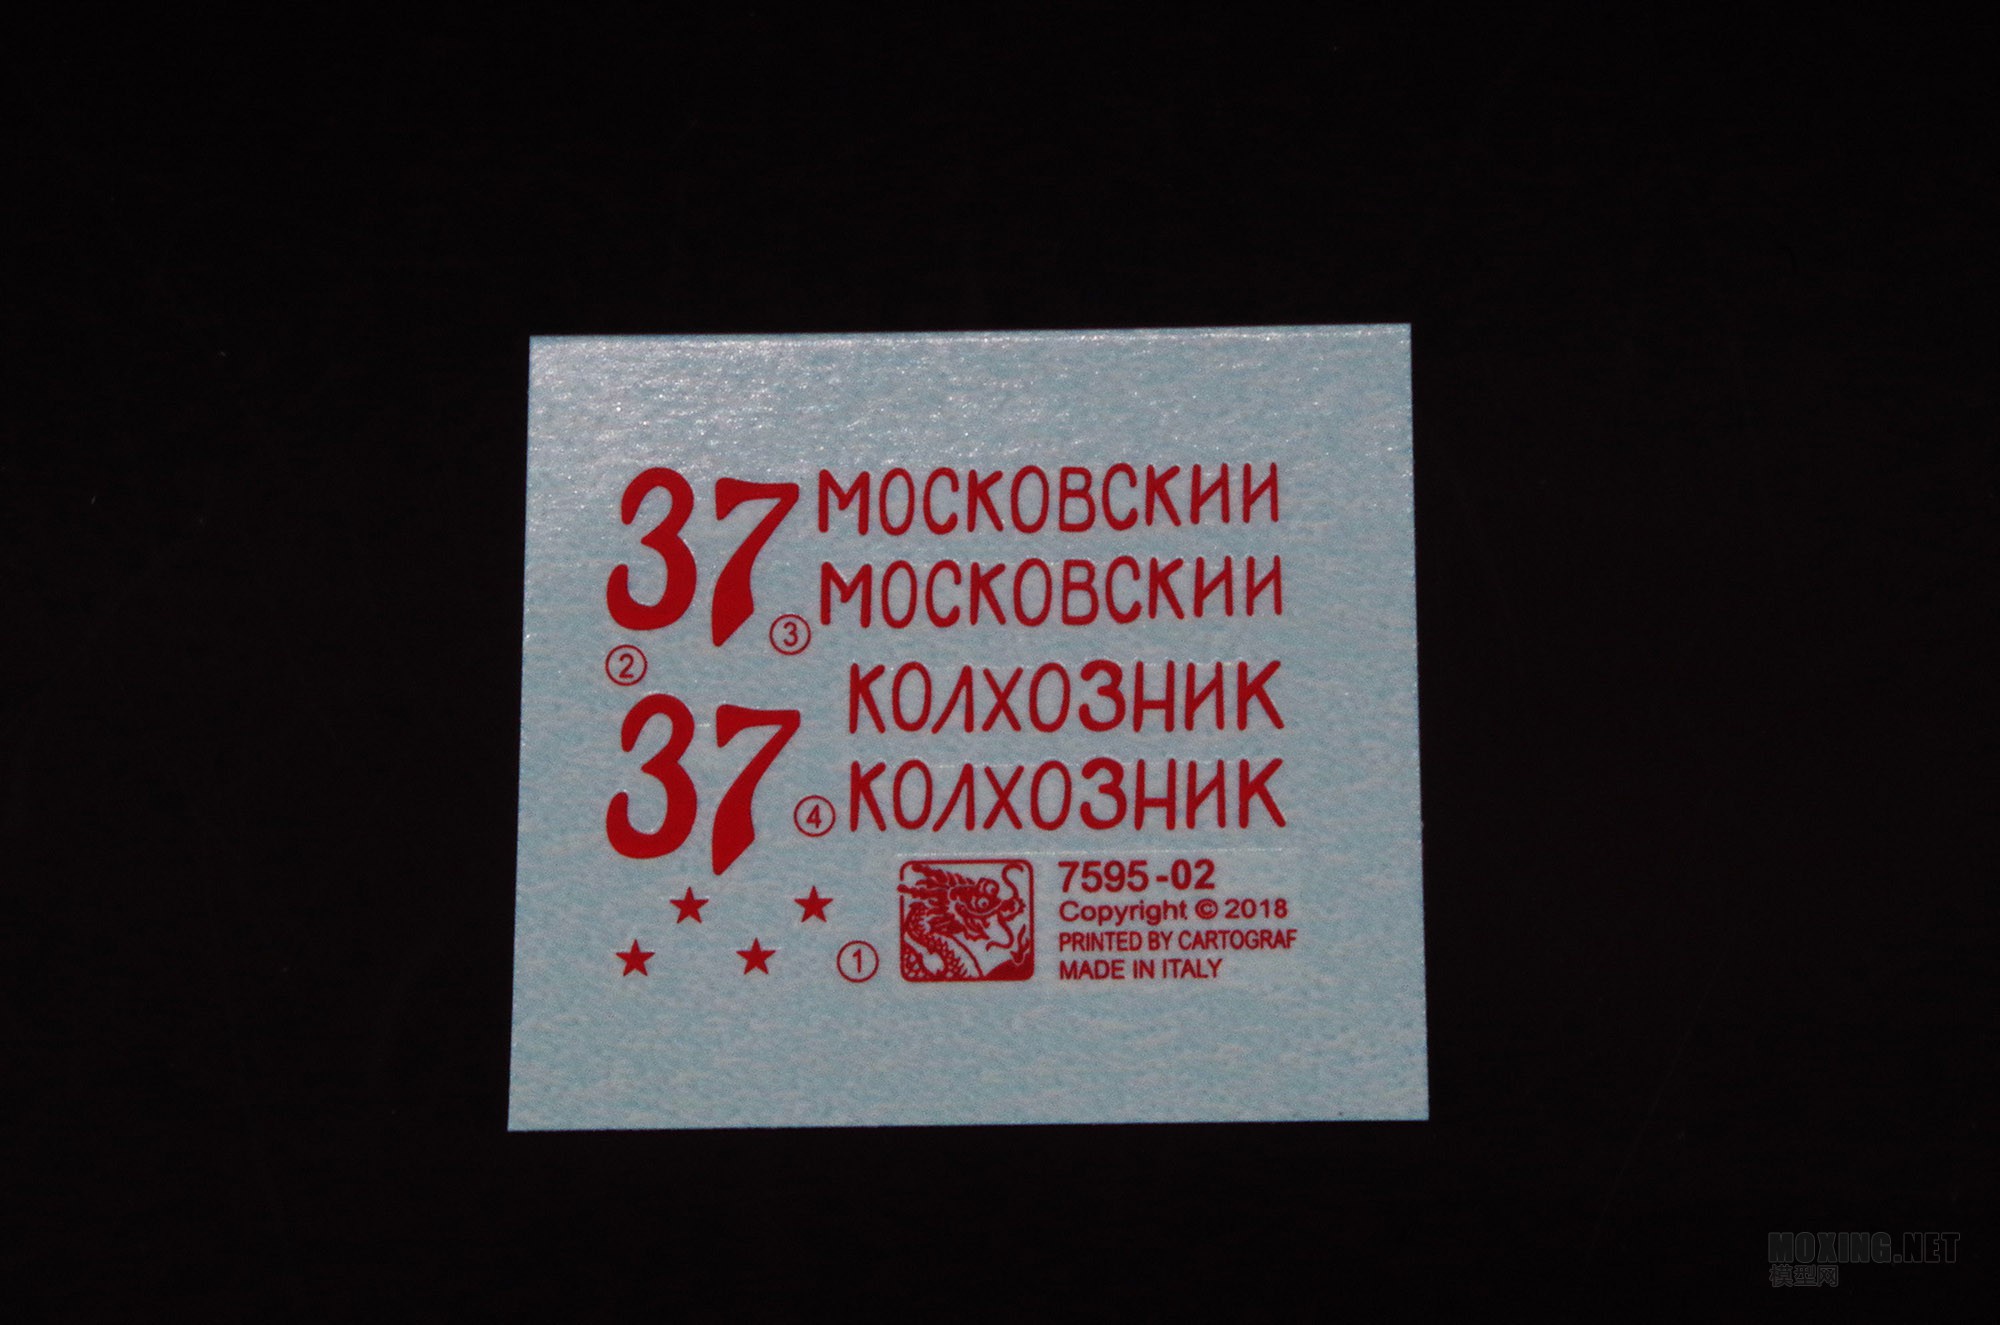 37 МОСКОВСКИИ
МОСКОВСКИИ
③
②
КОЛХОЗНИК
37
④ КОЛХОЗНИК
①
7595-02
Copyright © 2018
PRINTED BY CARTOGRAF
MADE IN ITALY
MOXING.NET
模型网